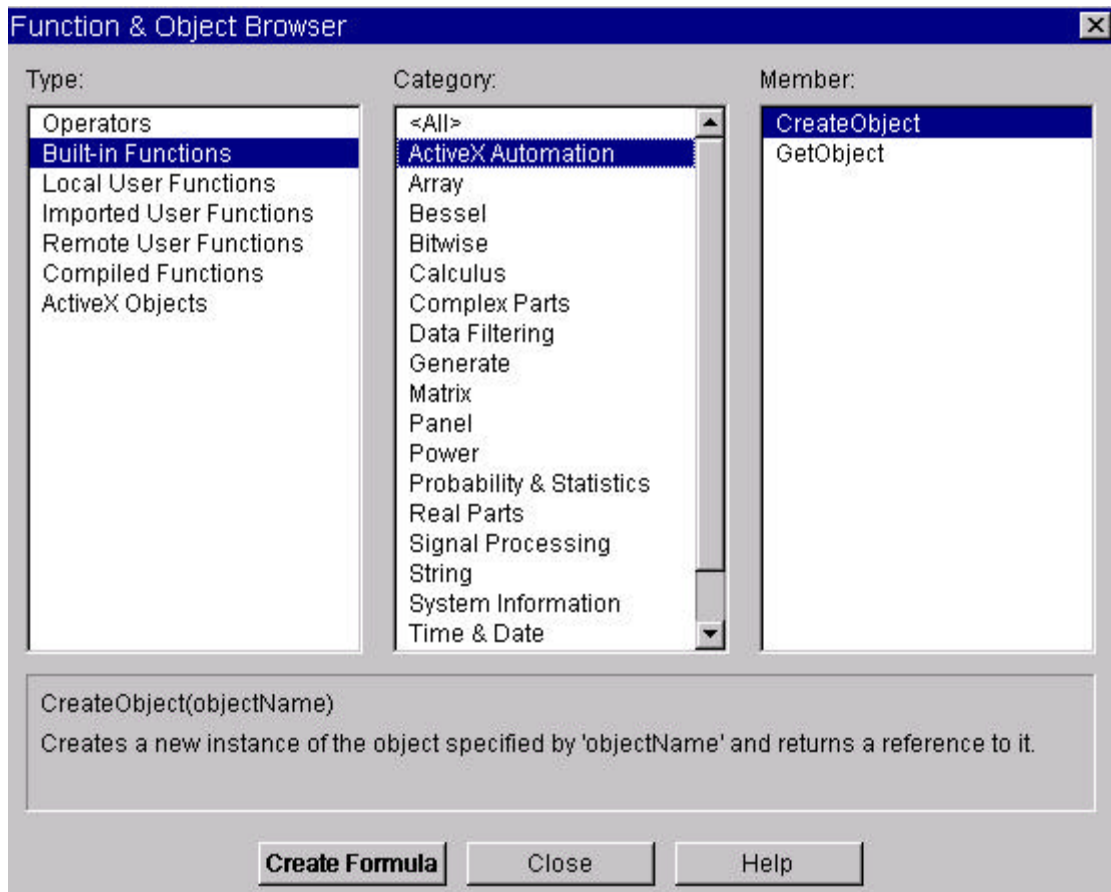 Function & Object Browser
Type:
Operators
Built-in Functions
Local User Functions
Imported User Functions
Remote User Functions
Compiled Functions
ActiveX Objects
Category:
<All>
ActiveX Automation
Array
Bessel
Bitwise
Calculus
Complex Parts
Data Filtering
Generate
Matrix
Panel
Power
Probability & Statistics
Real Parts
Signal Processing
String
System Information
Time & Date
Member:
CreateObject
GetObject
CreateObject(objectName)
Creates a new instance of the object specified by 'objectName' and returns a reference to it.
Create Formula
Close
Help